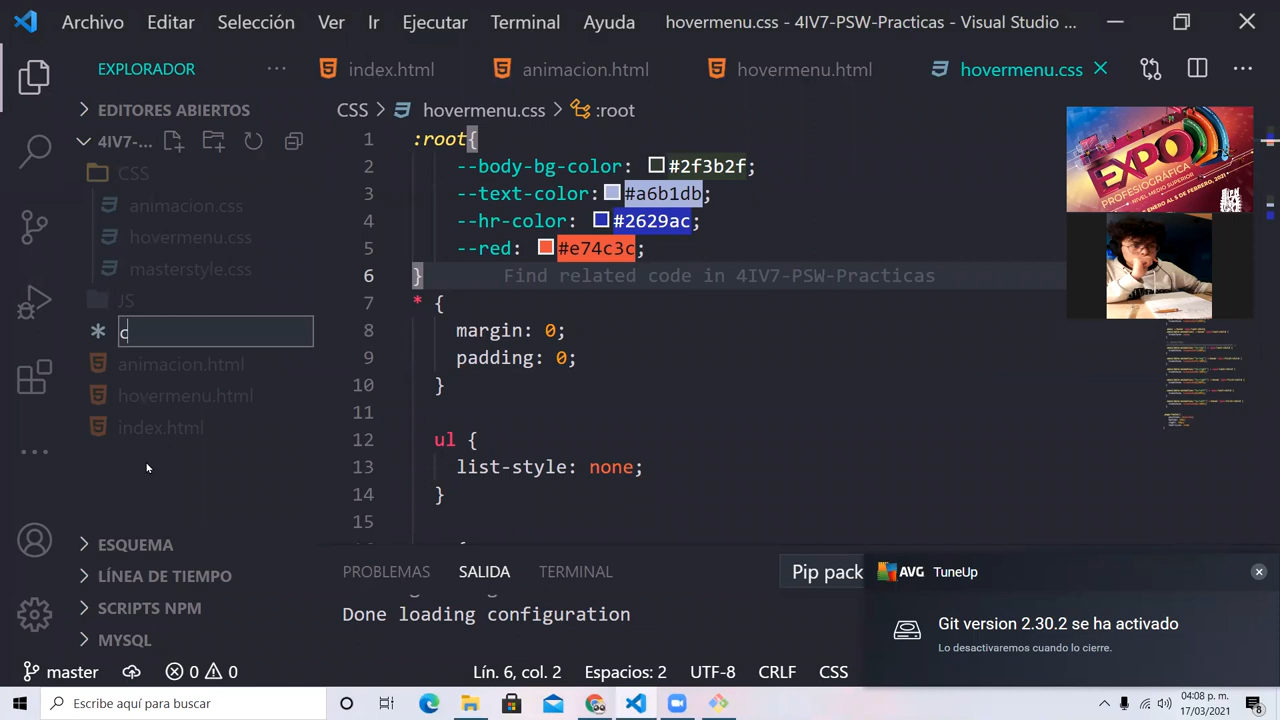 Archivo Editar Selección Ver Ir Ejecutar Terminal Ayuda hovermenu.css - 4IV7-PSW-Practicas - Visual Studio ...
EXPLORADOR
index.html animacion.html hovermenu.html hovermenu.css
EDITORES ABIERTOS
4IV7-...
CSS
animacion.css
hovermenu.css
masterstyle.css
JS
c
animacion.html
hovermenu.html
index.html
ESQUEMA
LÍNEA DE TIEMPO
SCRIPTS NPM
MYSQL
CSS > hovermenu.css > :root
1 :root{
2 --body-bg-color: #2f3b2f;
3 --text-color: #a6b1db;
4 --hr-color: #2629ac;
5 --red: #e74c3c;
6 } Find related code in 4IV7-PSW-Practicas
7 * {
8 margin: 0;
9 padding: 0;
10 }
11
12 ul {
13 list-style: none;
14 }
15
EXPO
PROFESIOGRÁFICA
NIVEL MEDIO SUPERIOR
PROBLEMAS SALIDA TERMINAL
Pip pack
Done loading configuration
AVG TuneUp
Git version 2.30.2 se ha activado
Lo desactivaremos cuando lo cierre.
master 0 0 Lín. 6, col. 2 Espacios: 2 UTF-8 CRLF CSS
Escribe aquí para buscar
04:08 p. m.
17/03/2021
8